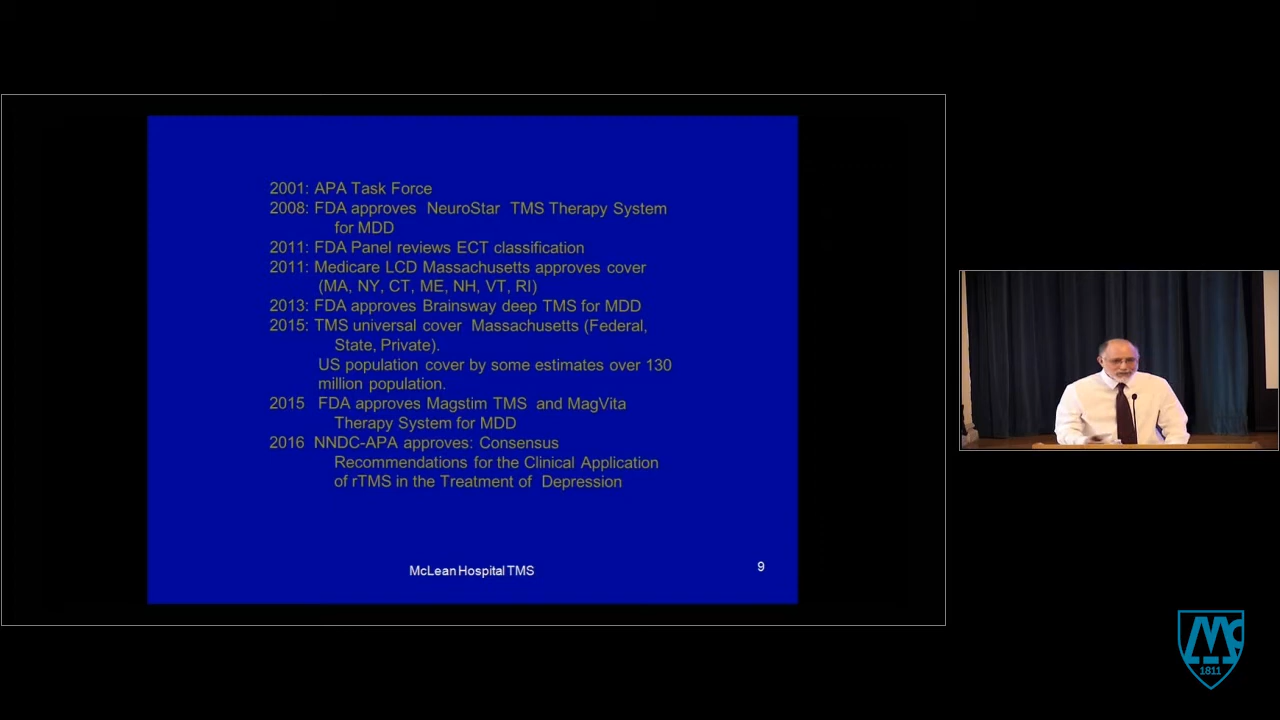 2001: APA Task Force
2008: FDA approves NeuroStar TMS Therapy System
for MDD
2011: FDA Panel reviews ECT classification
2011: Medicare LCD Massachusetts approves cover
(MA, NY, CT, ME, NH, VT, RI)
2013: FDA approves Brainsway deep TMS for MDD
2015: TMS universal cover Massachusetts (Federal,
State, Private).
US population cover by some estimates over 130
million population.
2015 FDA approves Magstim TMS and MagVita
Therapy System for MDD
2016 NNDC-APA approves: Consensus
Recommendations for the Clinical Application
of rTMS in the Treatment of Depression
McLean Hospital TMS
9
Mc
1811